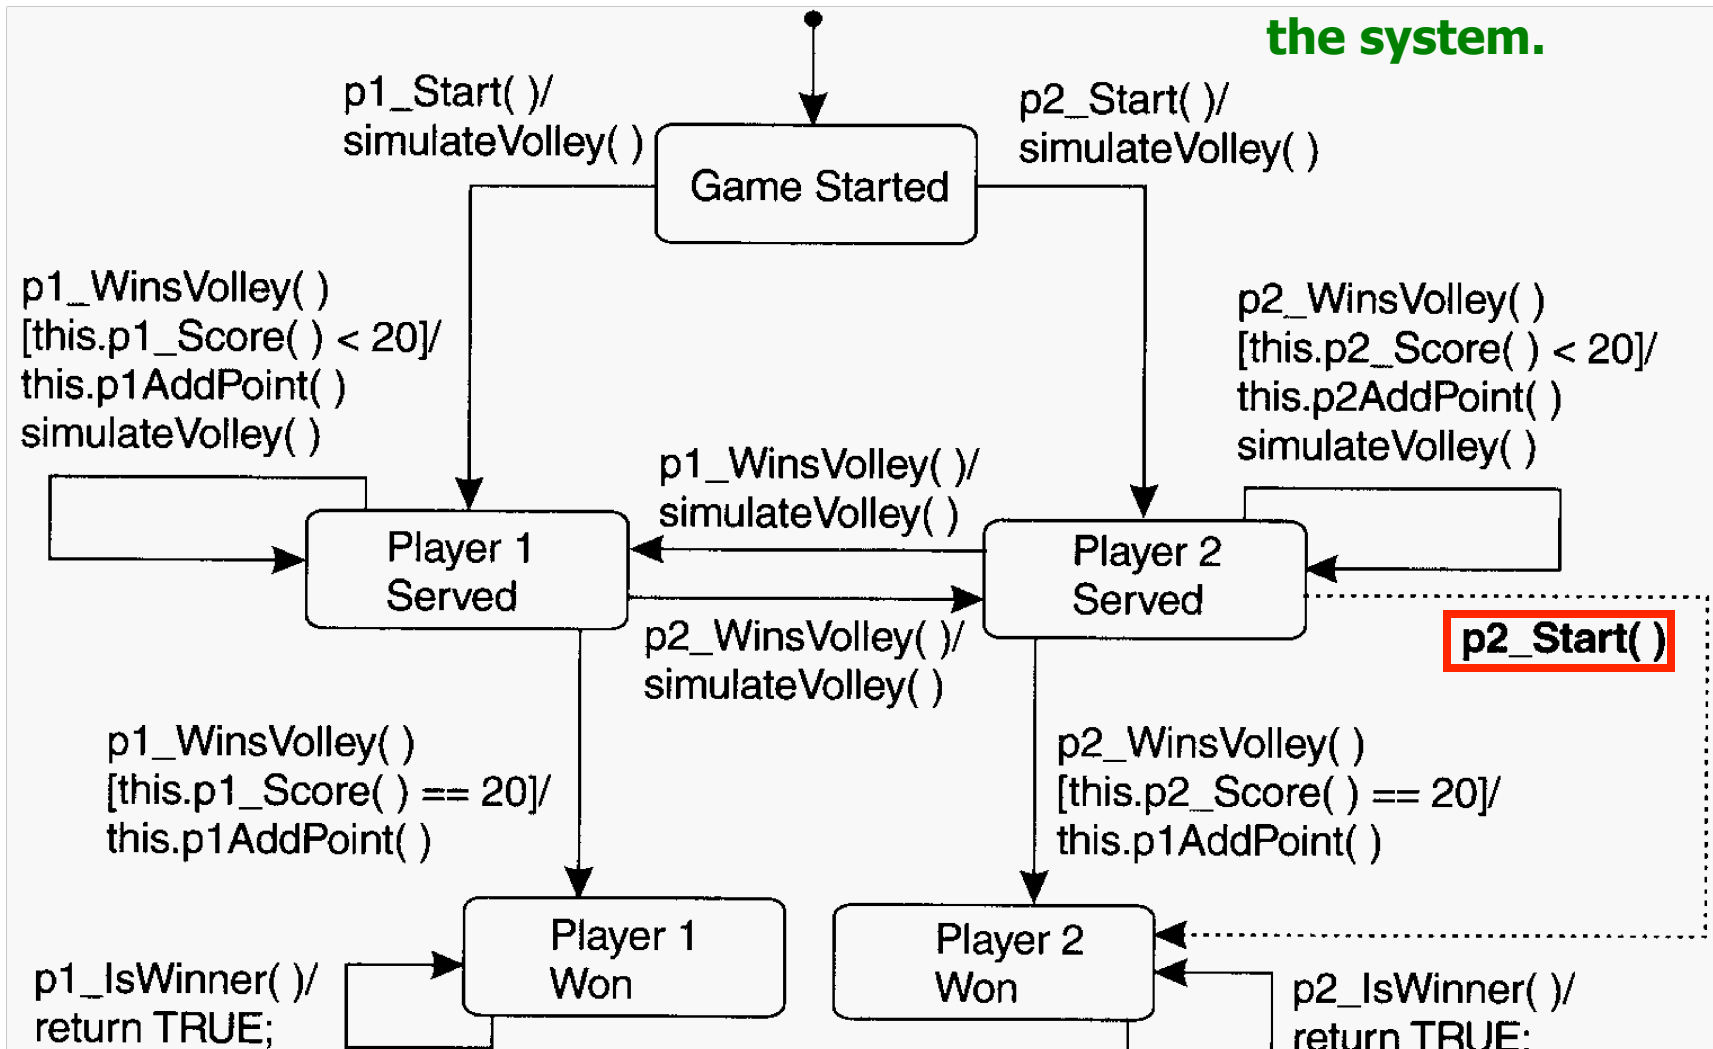 the system.
p1_Start( )/
simulateVolley( )
p2_Start( )/
simulateVolley( )
Game Started
p1_WinsVolley( )
[this.p1_Score( ) < 20]/
this.p1AddPoint( )
simulateVolley( )
p2_WinsVolley( )
[this.p2_Score( ) < 20]/
this.p2AddPoint( )
simulateVolley( )
p1_WinsVolley( )/
simulateVolley( )
Player 1
Served
Player 2
Served
p2_WinsVolley( )/
simulateVolley( )
p2_Start( )
p1_WinsVolley( )
[this.p1_Score( ) == 20]/
this.p1AddPoint( )
p2_WinsVolley( )
[this.p2_Score( ) == 20]/
this.p1AddPoint( )
Player 1
Won
Player 2
Won
p1_IsWinner( )/
return TRUE;
p2_IsWinner( )/
return TRUE;